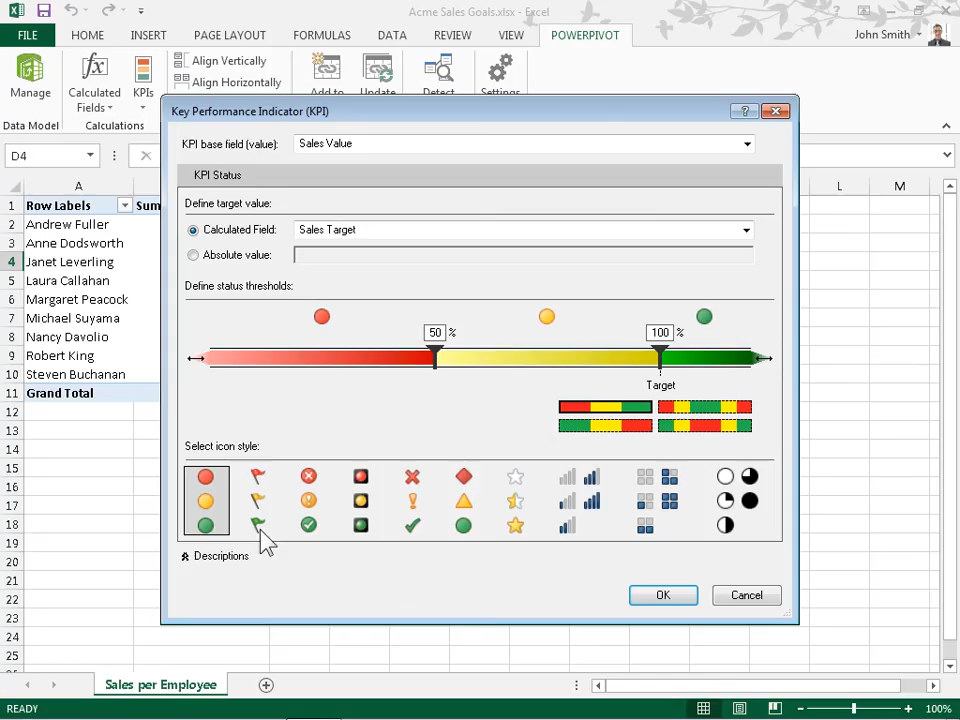 Acme Sales Goals.xlsx - Excel
FILE HOME INSERT PAGE LAYOUT FORMULAS DATA REVIEW VIEW POWERPIVOT John Smith
Manage
Calculated Fields
KPIs
Align Vertically
Align Horizontally
Add to
Update
Detect
Settings
Data Model
Calculations
Key Performance Indicator (KPI)
D4
KPI base field (value): Sales Value
KPI Status
Define target value:
Calculated Field: Sales Target
Absolute value:
Define status thresholds:
50 %
100 %
Target
Select icon style:
Descriptions
OK
Cancel
A L M
1 Row Labels Sum
2 Andrew Fuller
3 Anne Dodsworth
4 Janet Leverling
5 Laura Callahan
6 Margaret Peacock
7 Michael Suyama
8 Nancy Davolio
9 Robert King
10 Steven Buchanan
11 Grand Total
12
13
14
15
16
17
18
19
20
21
22
23
24
25
Sales per Employee
READY
100%